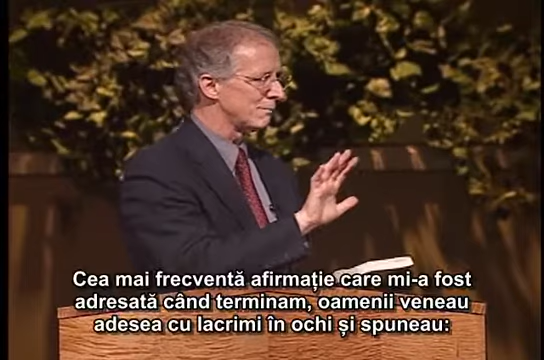 Cea mai frecventă afirmație care mi-a fost
adresată când terminam, oamenii veneau
adesea cu lacrimi în ochi și spuneau: